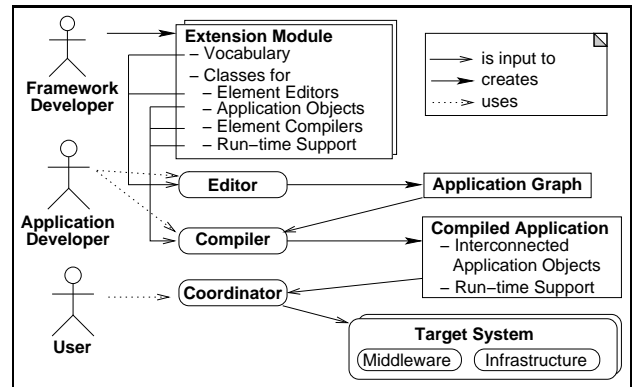 Extension Module
– Vocabulary
– Classes for
– Element Editors
– Application Objects
– Element Compilers
– Run–time Support
is input to
creates
uses
Framework
Developer
Editor
Application Graph
Application
Developer
Compiler
Compiled Application
– Interconnected
Application Objects
– Run–time Support
Coordinator
User
Target System
Middleware
Infrastructure